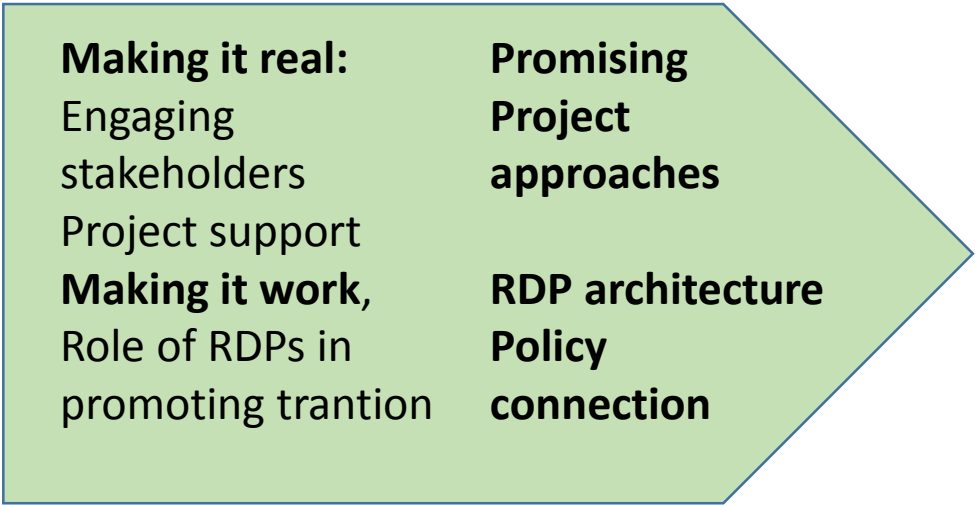 Making it real:
Engaging
stakeholders
Project support
Making it work,
Role of RDPs in
promoting trantion
Promising
Project
approaches
RDP architecture
Policy
connection